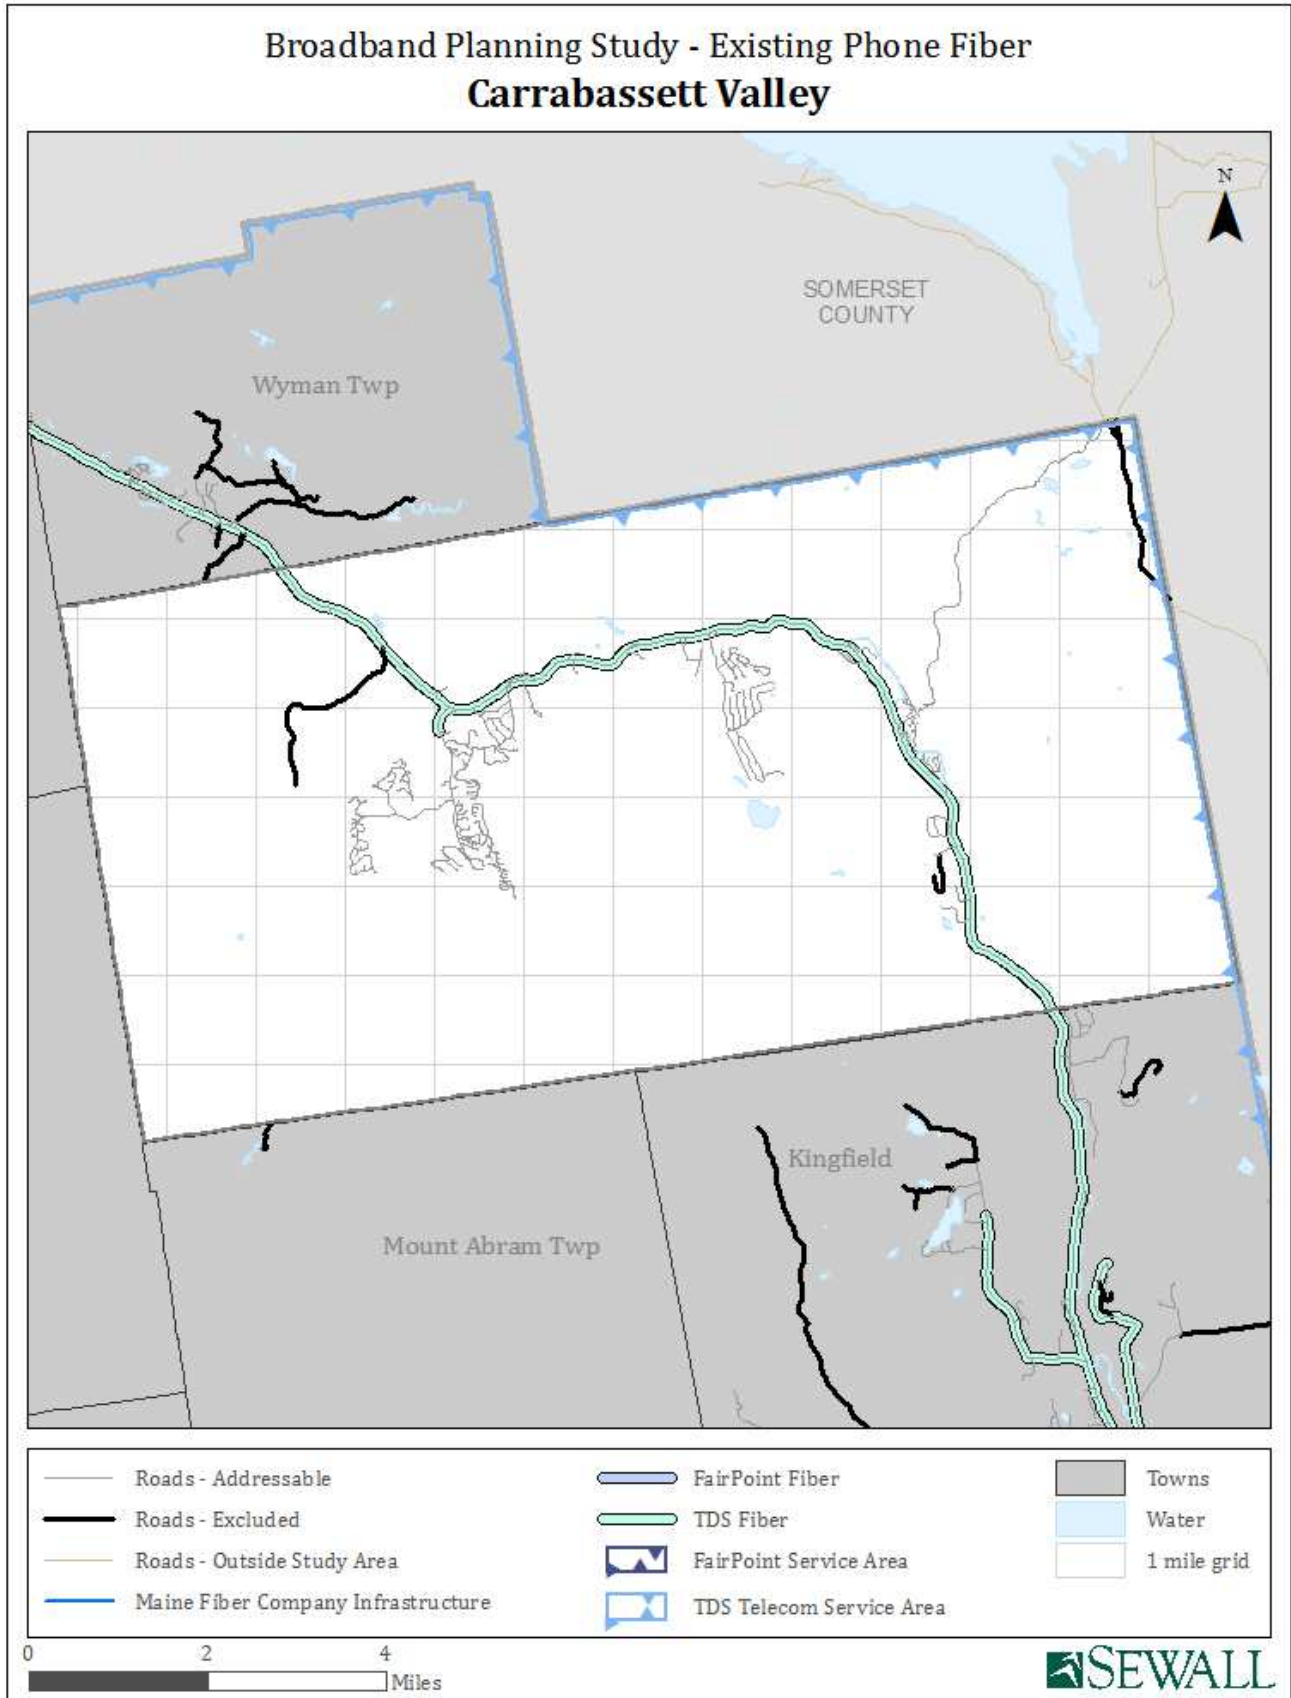 Broadband Planning Study - Existing Phone Fiber
Carrabassett Valley
N
SOMERSET
COUNTY
Wyman Twp
Kingfield
Mount Abram Twp
Roads - Addressable
Roads - Excluded
Roads - Outside Study Area
Maine Fiber Company Infrastructure
FairPoint Fiber
TDS Fiber
FairPoint Service Area
TDS Telecom Service Area
Towns
Water
1 mile grid
0 2 4
Miles
SEWALL